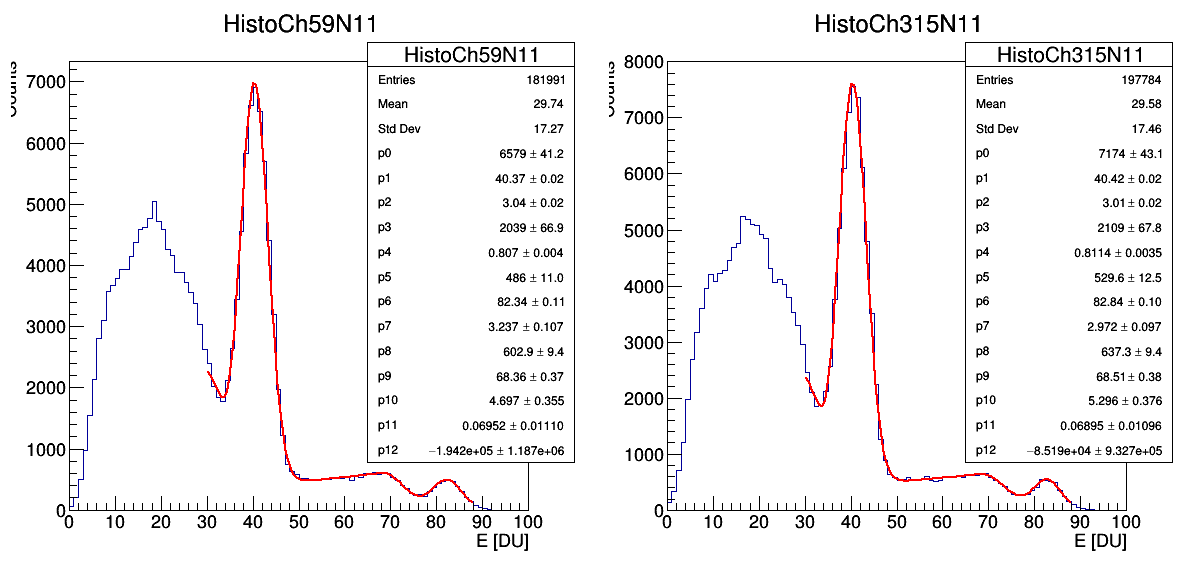 HistoCh59N11
HistoCh59N11
Entries 181991
Mean 29.74
Std Dev 17.27
p0 6579 ± 41.2
p1 40.37 ± 0.02
p2 3.04 ± 0.02
p3 2039 ± 66.9
p4 0.807 ± 0.004
p5 486 ± 11.0
p6 82.34 ± 0.11
p7 3.237 ± 0.107
p8 602.9 ± 9.4
p9 68.36 ± 0.37
p10 4.697 ± 0.355
p11 0.06952 ± 0.01110
p12 −1.942e+05 ± 1.187e+06
7000
6000
5000
4000
3000
2000
1000
0
0 10 20 30 40 50 60 70 80 90 100
E [DU]
HistoCh315N11
HistoCh315N11
Entries 197784
Mean 29.58
Std Dev 17.46
p0 7174 ± 43.1
p1 40.42 ± 0.02
p2 3.01 ± 0.02
p3 2109 ± 67.8
p4 0.8114 ± 0.0035
p5 529.6 ± 12.5
p6 82.84 ± 0.10
p7 2.972 ± 0.097
p8 637.3 ± 9.4
p9 68.51 ± 0.38
p10 5.296 ± 0.376
p11 0.06895 ± 0.01096
p12 −8.519e+04 ± 9.327e+05
8000
7000
6000
5000
4000
3000
2000
1000
0
0 10 20 30 40 50 60 70 80 90 100
E [DU]